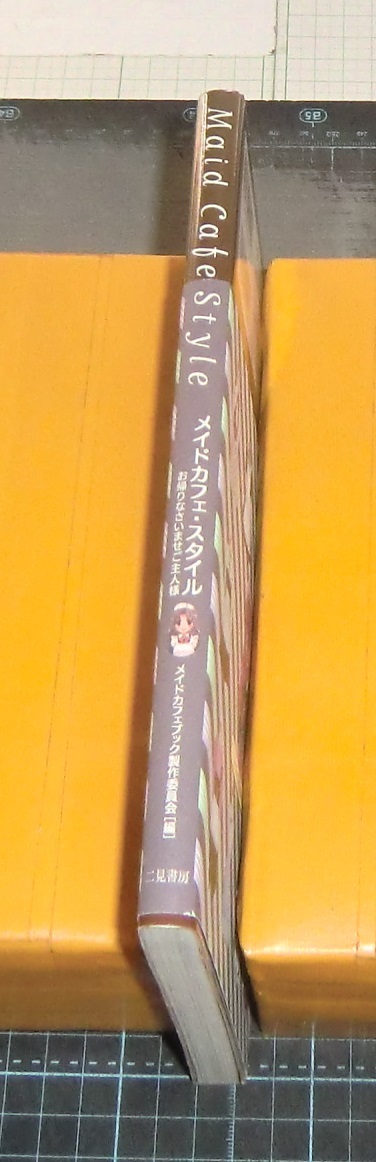 Maid Cafe Style
メイドカフェ・スタイル
お帰りなさいませご主人様
メイドカフェブック製作委員会[編]
二見書房